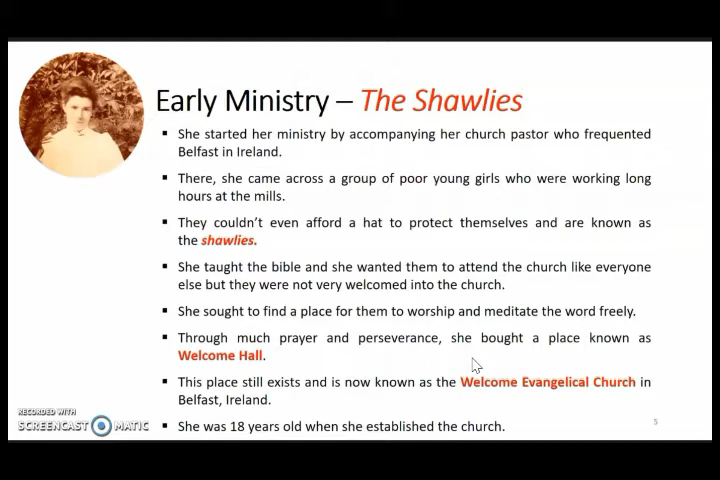 Early Ministry – The Shawlies
▪ She started her ministry by accompanying her church pastor who frequented
Belfast in Ireland.
▪ There, she came across a group of poor young girls who were working long
hours at the mills.
▪ They couldn't even afford a hat to protect themselves and are known as
the shawlies.
▪ She taught the bible and she wanted them to attend the church like everyone
else but they were not very welcomed into the church.
▪ She sought to find a place for them to worship and meditate the word freely.
▪ Through much prayer and perseverance, she bought a place known as
Welcome Hall.
▪ This place still exists and is now known as the Welcome Evangelical Church in
Belfast, Ireland.
▪ She was 18 years old when she established the church.
5
RECORDED WITH
SCREENCAST MATIC